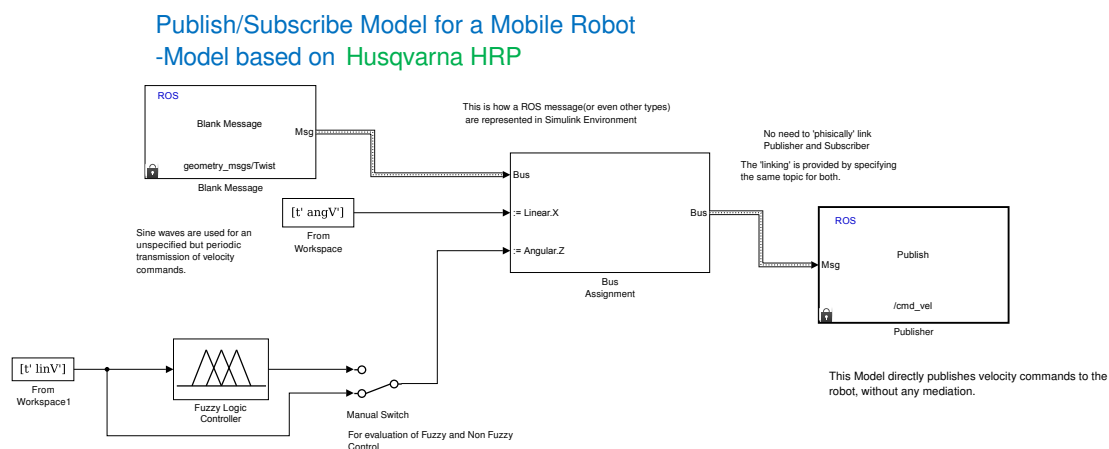 Publish/Subscribe Model for a Mobile Robot
-Model based on Husqvarna HRP
ROS
Blank Message
Msg
geometry_msgs/Twist
Blank Message
This is how a ROS message(or even other types)
are represented in Simulink Environment
No need to 'phisically' link
Publisher and Subscriber
The 'linking' is provided by specifying
the same topic for both.
Bus
:= Linear.X
:= Angular.Z
Bus
Bus
Assignment
[t' angV']
From
Workspace
Sine waves are used for an
unspecified but periodic
transmission of velocity
commands.
ROS
Publish
Msg
/cmd_vel
Publisher
[t' linV']
From
Workspace1
Fuzzy Logic
Controller
Manual Switch
For evaluation of Fuzzy and Non Fuzzy
Control
This Model directly publishes velocity commands to the
robot, without any mediation.